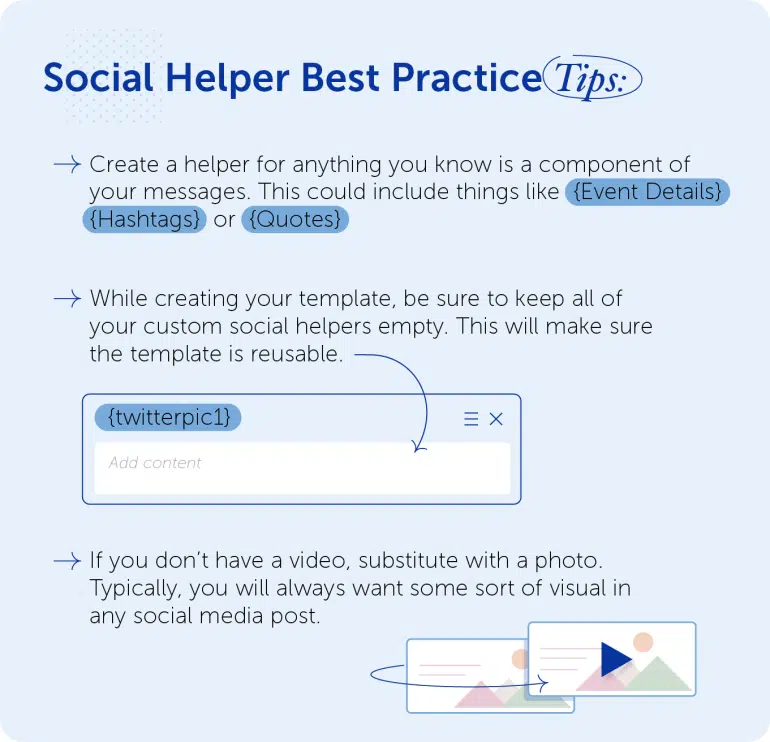 Social Helper Best Practice Tips:
Create a helper for anything you know is a component of
your messages. This could include things like {Event Details}
{Hashtags} or {Quotes}
While creating your template, be sure to keep all of
your custom social helpers empty. This will make sure
the template is reusable.
{twitterpic1}
Add content
If you don’t have a video, substitute with a photo.
Typically, you will always want some sort of visual in
any social media post.